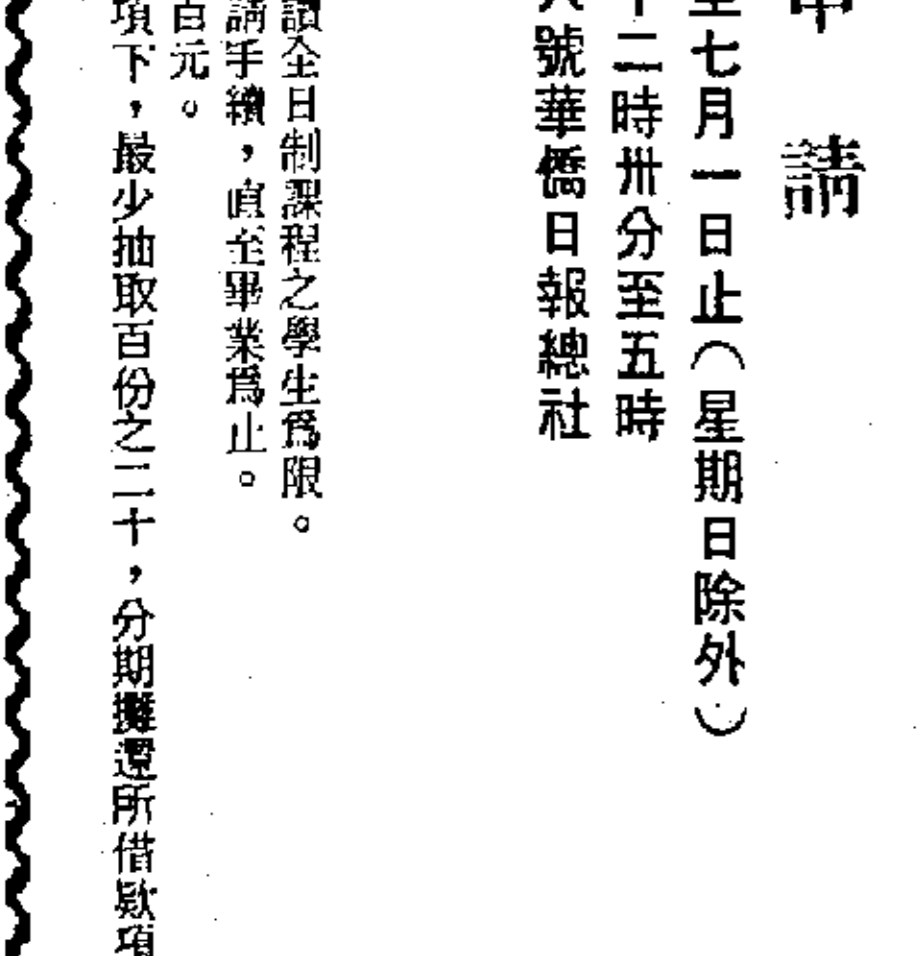 申請
至七月一日止（星期日除外）
十二時卅分至五時
八號華僑日報總社
讀全日制課程之學生爲限。
請手續，直至畢業爲止。
百元。
項下，最少抽取百份之二十，分期攤還所借欵項